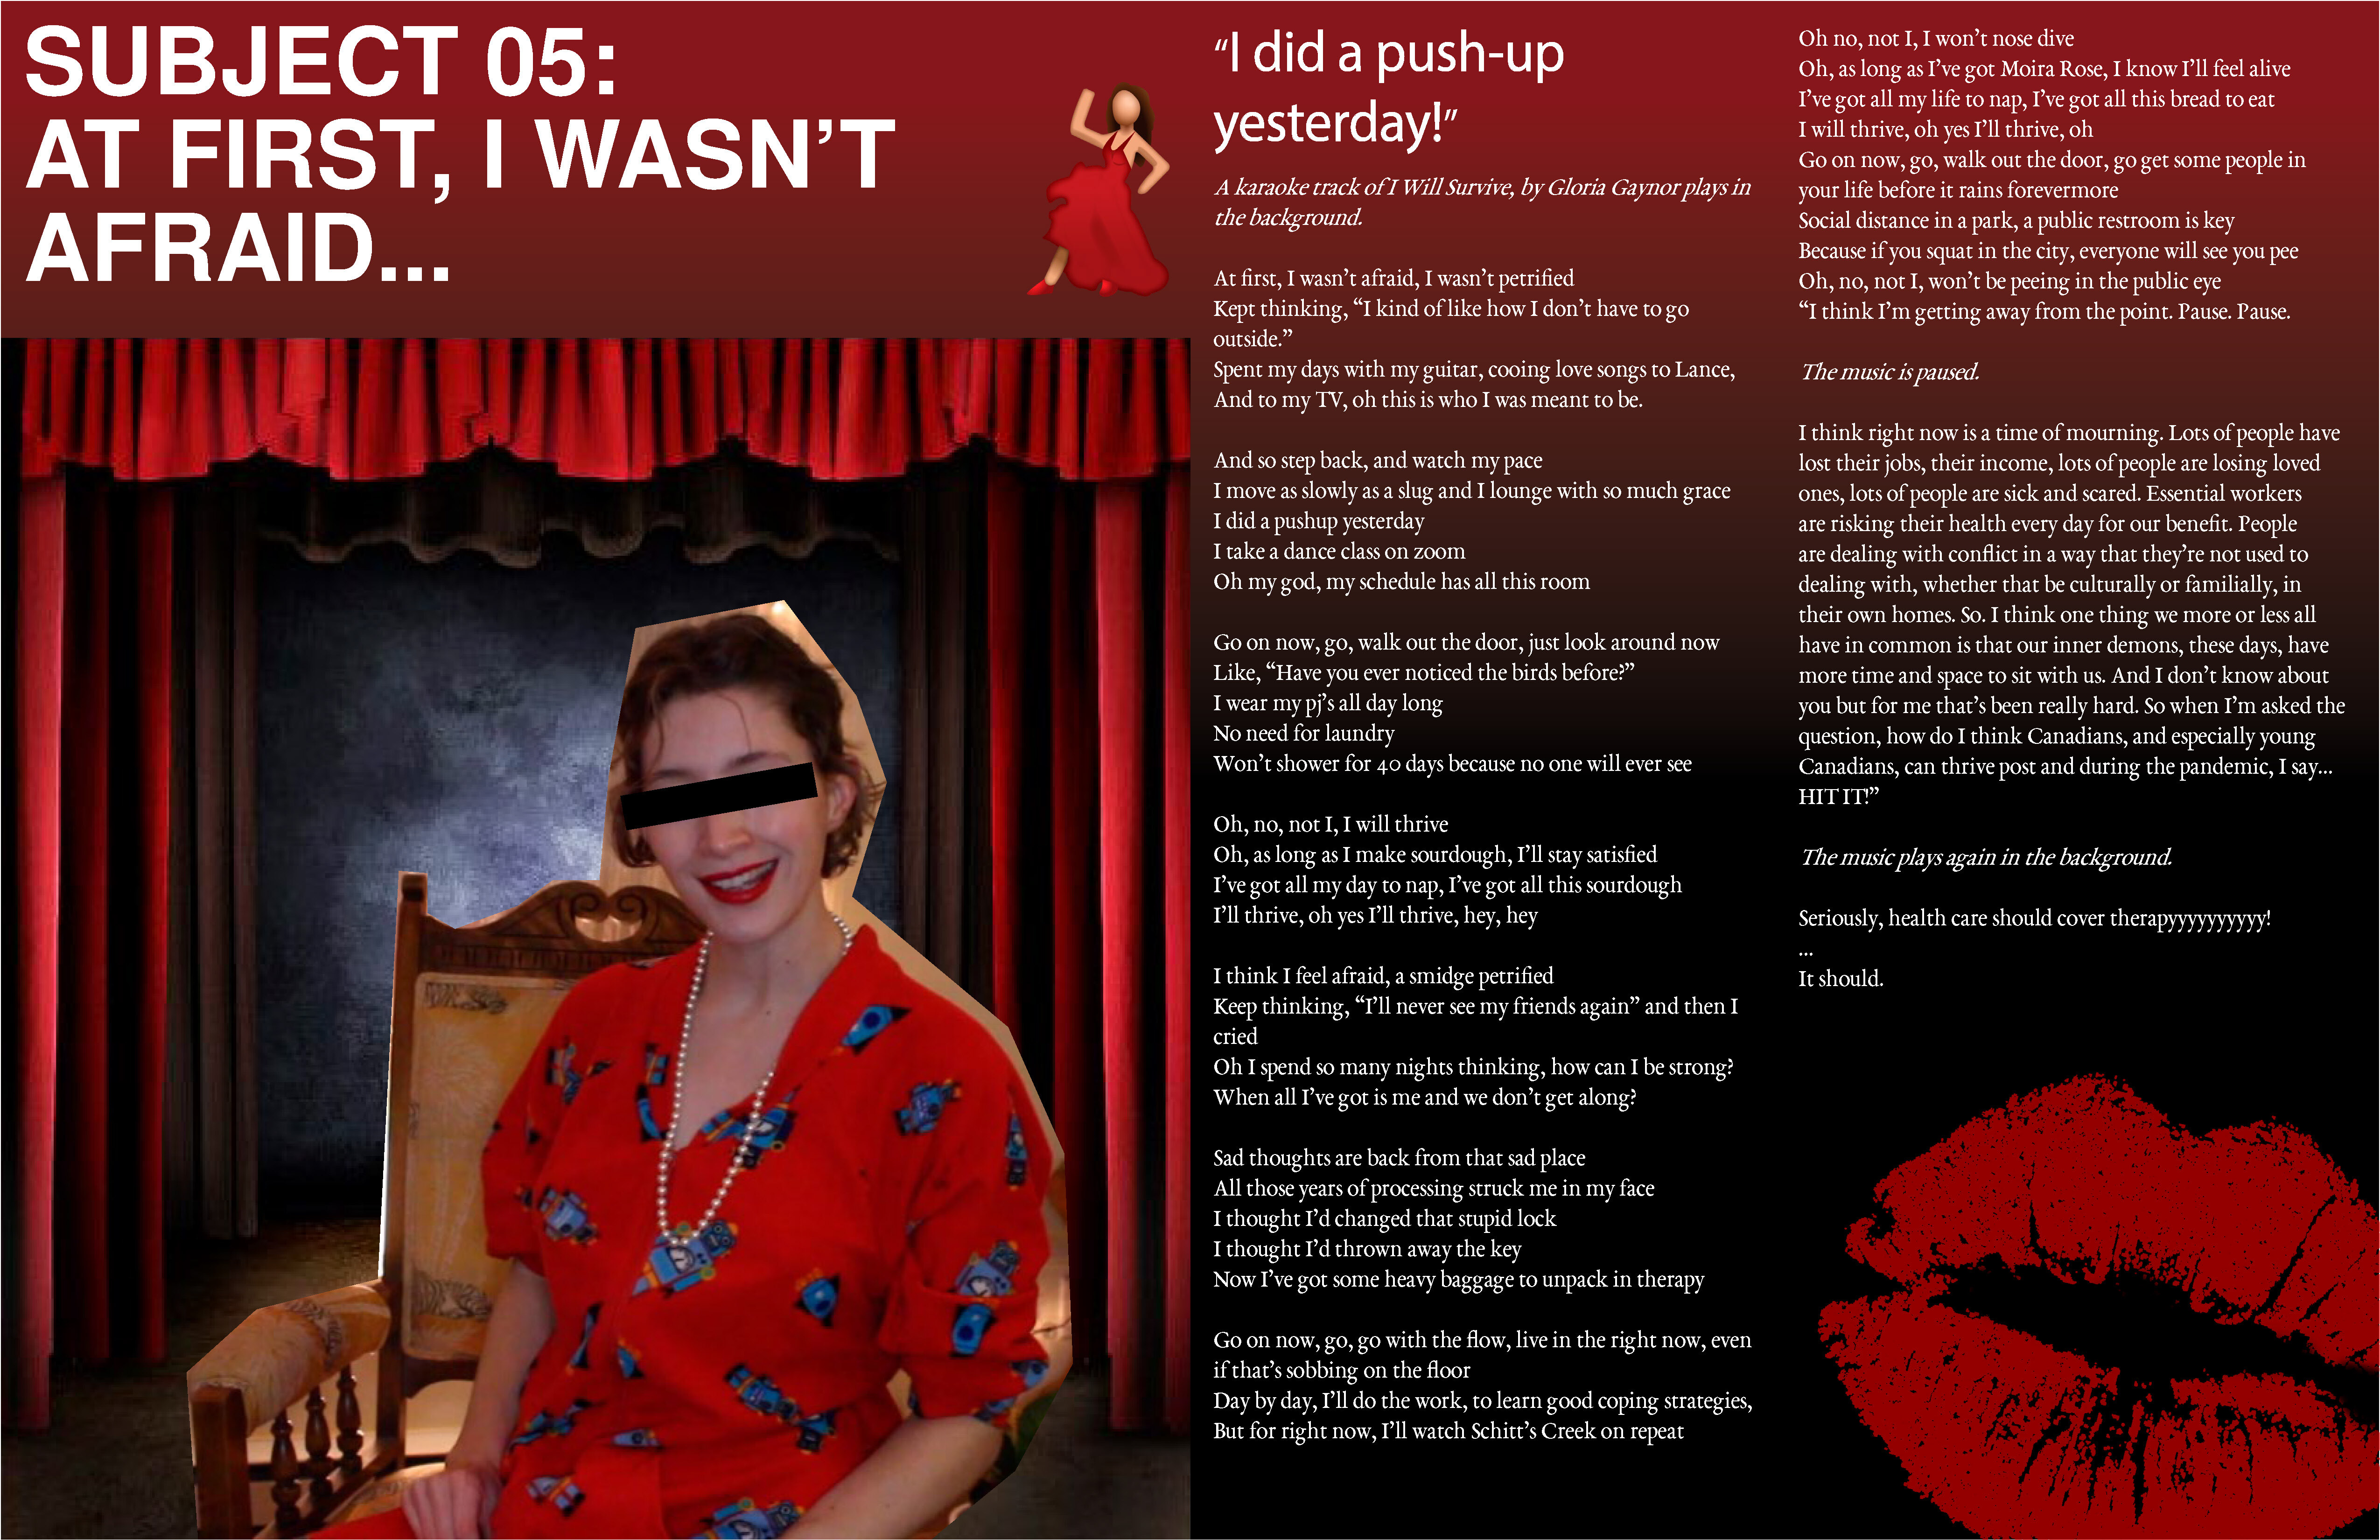 SUBJECT 05:
AT FIRST, I WASN’T
AFRAID...
“I did a push-up
yesterday!”
A karaoke track of I Will Survive, by Gloria Gaynor plays in
the background.
At first, I wasn’t afraid, I wasn’t petrified
Kept thinking, “I kind of like how I don’t have to go
outside.”
Spent my days with my guitar, cooing love songs to Lance,
And to my TV, oh this is who I was meant to be.
And so step back, and watch my pace
I move as slowly as a slug and I lounge with so much grace
I did a pushup yesterday
I take a dance class on zoom
Oh my god, my schedule has all this room
Go on now, go, walk out the door, just look around now
Like, “Have you ever noticed the birds before?”
I wear my pj’s all day long
No need for laundry
Won’t shower for 40 days because no one will ever see
Oh, no, not I, I will thrive
Oh, as long as I make sourdough, I’ll stay satisfied
I’ve got all my day to nap, I’ve got all this sourdough
I’ll thrive, oh yes I’ll thrive, hey, hey
I think I feel afraid, a smidge petrified
Keep thinking, “I’ll never see my friends again” and then I
cried
Oh I spend so many nights thinking, how can I be strong?
When all I’ve got is me and we don’t get along?
Sad thoughts are back from that sad place
All those years of processing struck me in my face
I thought I’d changed that stupid lock
I thought I’d thrown away the key
Now I’ve got some heavy baggage to unpack in therapy
Go on now, go, go with the flow, live in the right now, even
if that’s sobbing on the floor
Day by day, I’ll do the work, to learn good coping strategies,
But for right now, I’ll watch Schitt’s Creek on repeat
Oh no, not I, I won’t nose dive
Oh, as long as I’ve got Moira Rose, I know I’ll feel alive
I’ve got all my life to nap, I’ve got all this bread to eat
I will thrive, oh yes I’ll thrive, oh
Go on now, go, walk out the door, go get some people in
your life before it rains forevermore
Social distance in a park, a public restroom is key
Because if you squat in the city, everyone will see you pee
Oh, no, not I, won’t be peeing in the public eye
“I think I’m getting away from the point. Pause. Pause.
The music is paused.
I think right now is a time of mourning. Lots of people have
lost their jobs, their income, lots of people are losing loved
ones, lots of people are sick and scared. Essential workers
are risking their health every day for our benefit. People
are dealing with conflict in a way that they’re not used to
dealing with, whether that be culturally or familially, in
their own homes. So. I think one thing we more or less all
have in common is that our inner demons, these days, have
more time and space to sit with us. And I don’t know about
you but for me that’s been really hard. So when I’m asked the
question, how do I think Canadians, and especially young
Canadians, can thrive post and during the pandemic, I say...
HIT IT!”
The music plays again in the background.
Seriously, health care should cover therapyyyyyyyyyy!
...
It should.